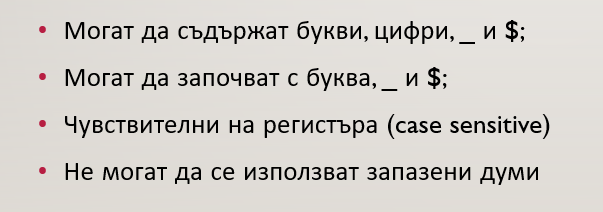 • Могат да съдържат букви, цифри, _ и $;
• Могат да започват с буква, _ и $;
• Чувствителни на регистъра (case sensitive)
• Не могат да се използват запазени думи